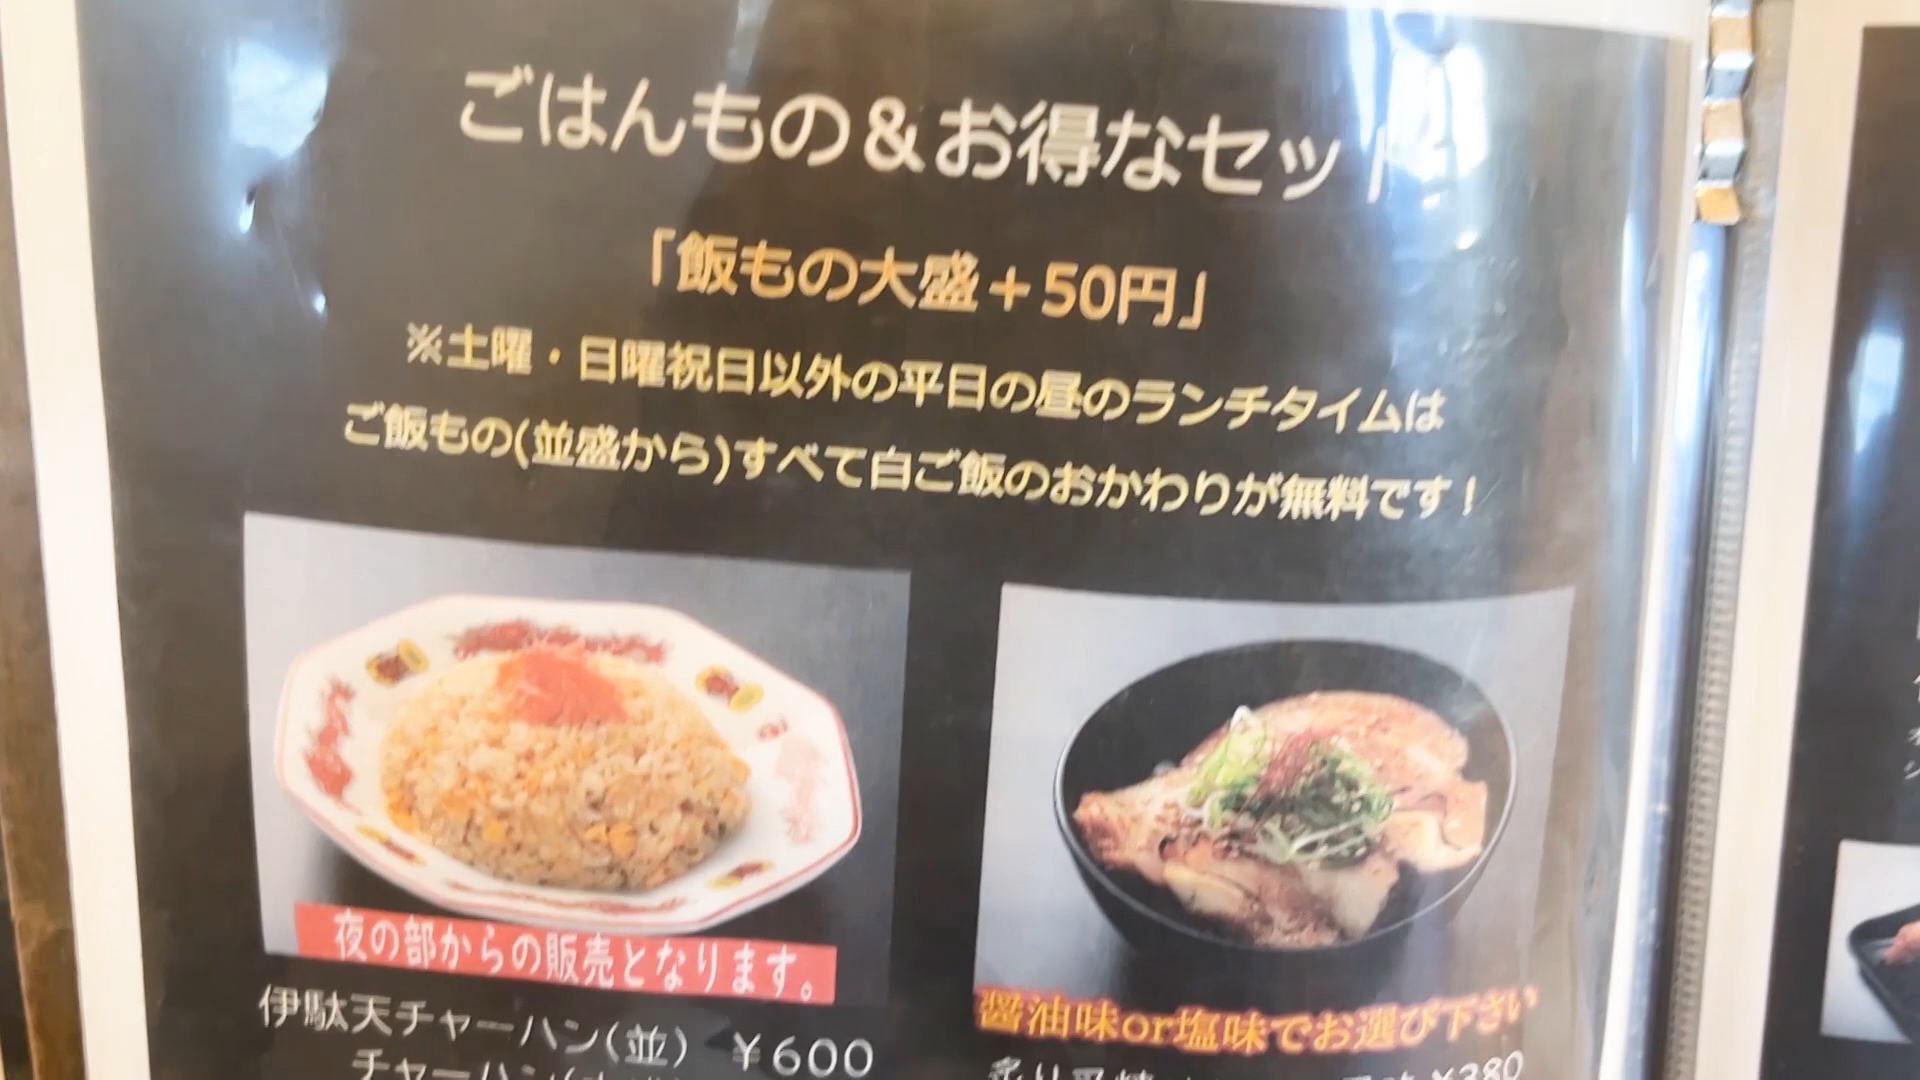 ごはんもの＆お得なセット
「飯もの大盛＋50円」
※土曜・日曜祝日以外の平日の昼のランチタイムは
ご飯もの(並盛から)すべて白ご飯のおかわりが無料です！
夜の部からの販売となります。
醤油味or塩味でお選び下さい
伊駄天チャーハン(並) ￥600
チャーハン
￥380